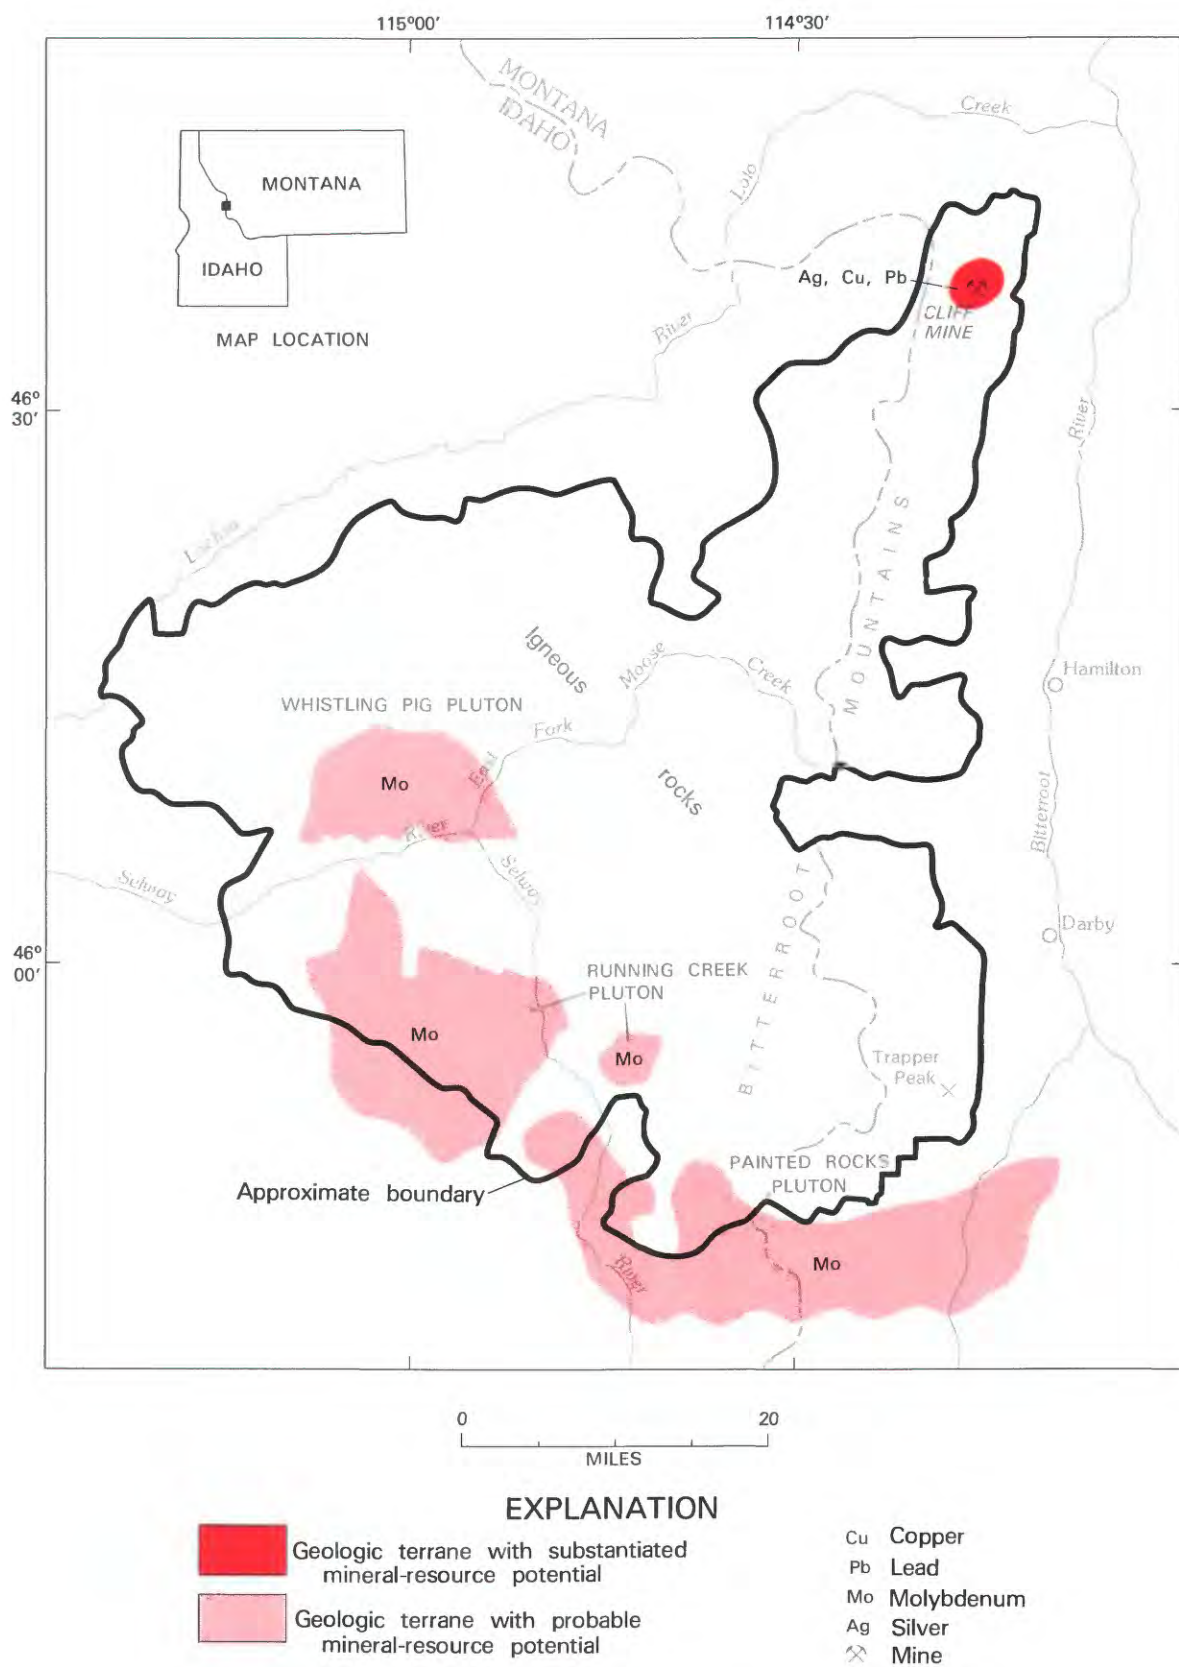 115°00'
114°30'
MONTANA
IDAHO
Creek
Lolo
MONTANA
IDAHO
MAP LOCATION
Ag, Cu, Pb
CLIFF
MINE
River
46°
30'
River
Lochsa
MOUNTAINS
Igneous
Moose
Creek
Hamilton
WHISTLING PIG PLUTON
Fork
East
Mo
rocks
River
Bitterroot
Selway
Selway
BITTERROOT
Darby
46°
00'
RUNNING CREEK
PLUTON
Mo
Mo
Trapper
Peak
PAINTED ROCKS
PLUTON
Approximate boundary
River
Mo
0 20
MILES
EXPLANATION
Geologic terrane with substantiated
mineral-resource potential
Geologic terrane with probable
mineral-resource potential
Cu Copper
Pb Lead
Mo Molybdenum
Ag Silver
Mine